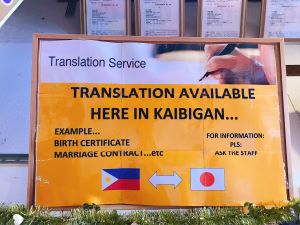 Translation Service
TRANSLATION AVAILABLE
HERE IN KAIBIGAN...
EXAMPLE...
BIRTH CERTIFICATE
MARRIAGE CONTRACT...etc
FOR INFORMATION:
PLS:
ASK THE STAFF